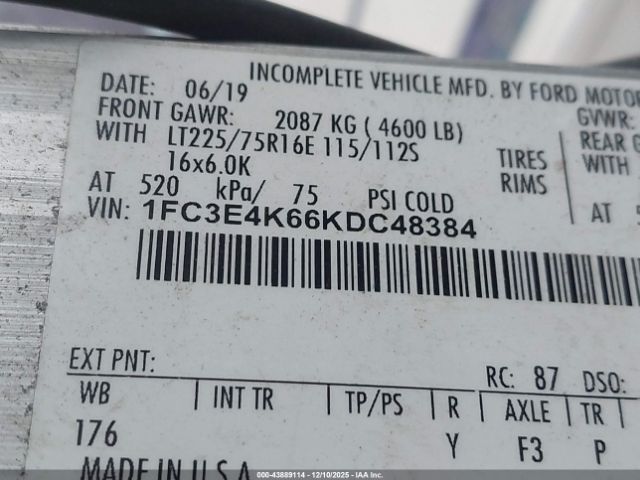 INCOMPLETE VEHICLE MFD. BY FORD MOTOR
DATE: 06/19
GVWR:
FRONT GAWR: 2087 KG ( 4600 LB)
REAR G
WITH LT225/75R16E 115/112S TIRES
WITH
16x6.0K RIMS
AT 520 kPa/ 75 PSI COLD
AT
VIN: 1FC3E4K66KDC48384
EXT PNT: RC: 87 DSO:
WB INT TR TP/PS R AXLE TR
176 Y F3 P
MADE IN U.S.A
000-43889114 - 12/10/2025 - IAA Inc.